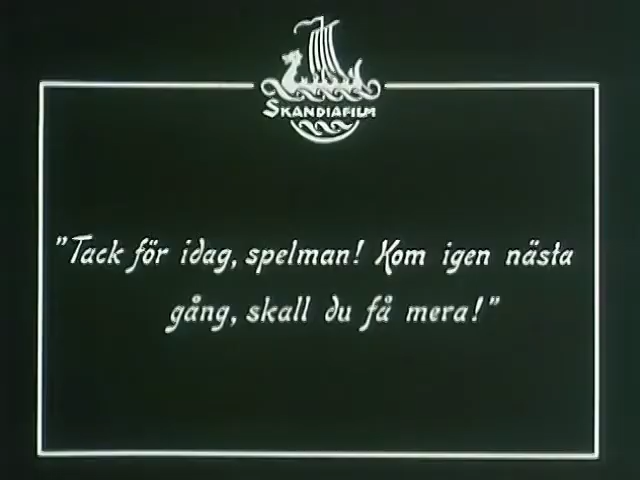 SKANDIAFILM
"Tack för idag, spelman! Kom igen nästa
gång, skall du få mera!"